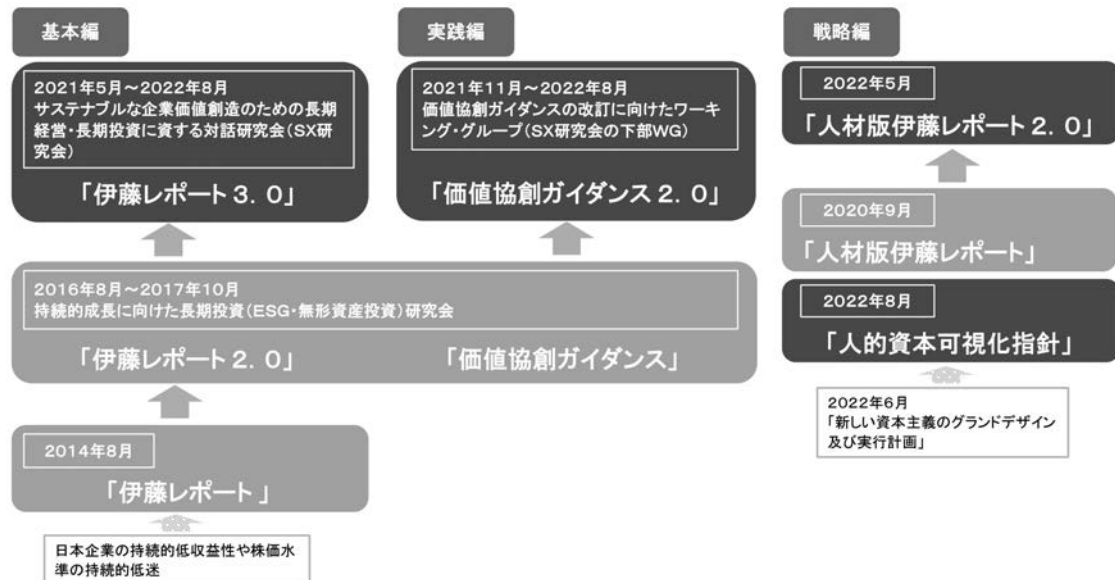 基本編
2021年5月～2022年8月
サステナブルな企業価値創造のための長期
経営・長期投資に資する対話研究会(SX研
究会)
「伊藤レポート3．0」
2016年8月～2017年10月
持続的成長に向けた長期投資(ESG・無形資産投資)研究会
「伊藤レポート2．0」
「価値協創ガイダンス」
2014年8月
「伊藤レポート 」
日本企業の持続的低収益性や株価水
準の持続的低迷
実践編
2021年11月～2022年8月
価値協創ガイダンスの改訂に向けたワーキ
ング・グループ(SX研究会の下部WG)
「価値協創ガイダンス2．0」
戦略編
2022年5月
「人材版伊藤レポート2．0」
2020年9月
「人材版伊藤レポート」
2022年8月
「人的資本可視化指針」
2022年6月
「新しい資本主義のグランドデザイン
及び実行計画」